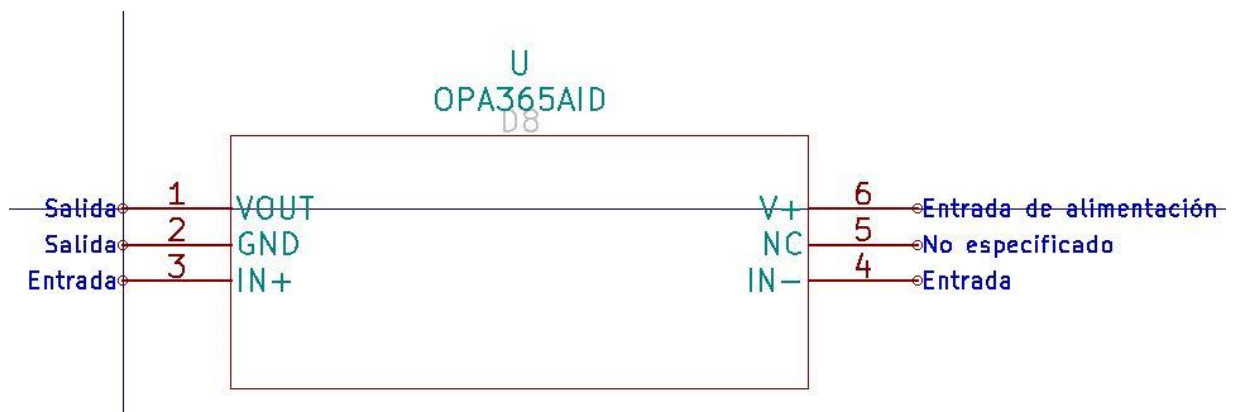 U
OPA365AID
D8
Salida 1 VOUT V+ 6 Entrada de alimentación
Salida 2 GND NC 5 No especificado
Entrada 3 IN+ IN- 4 Entrada